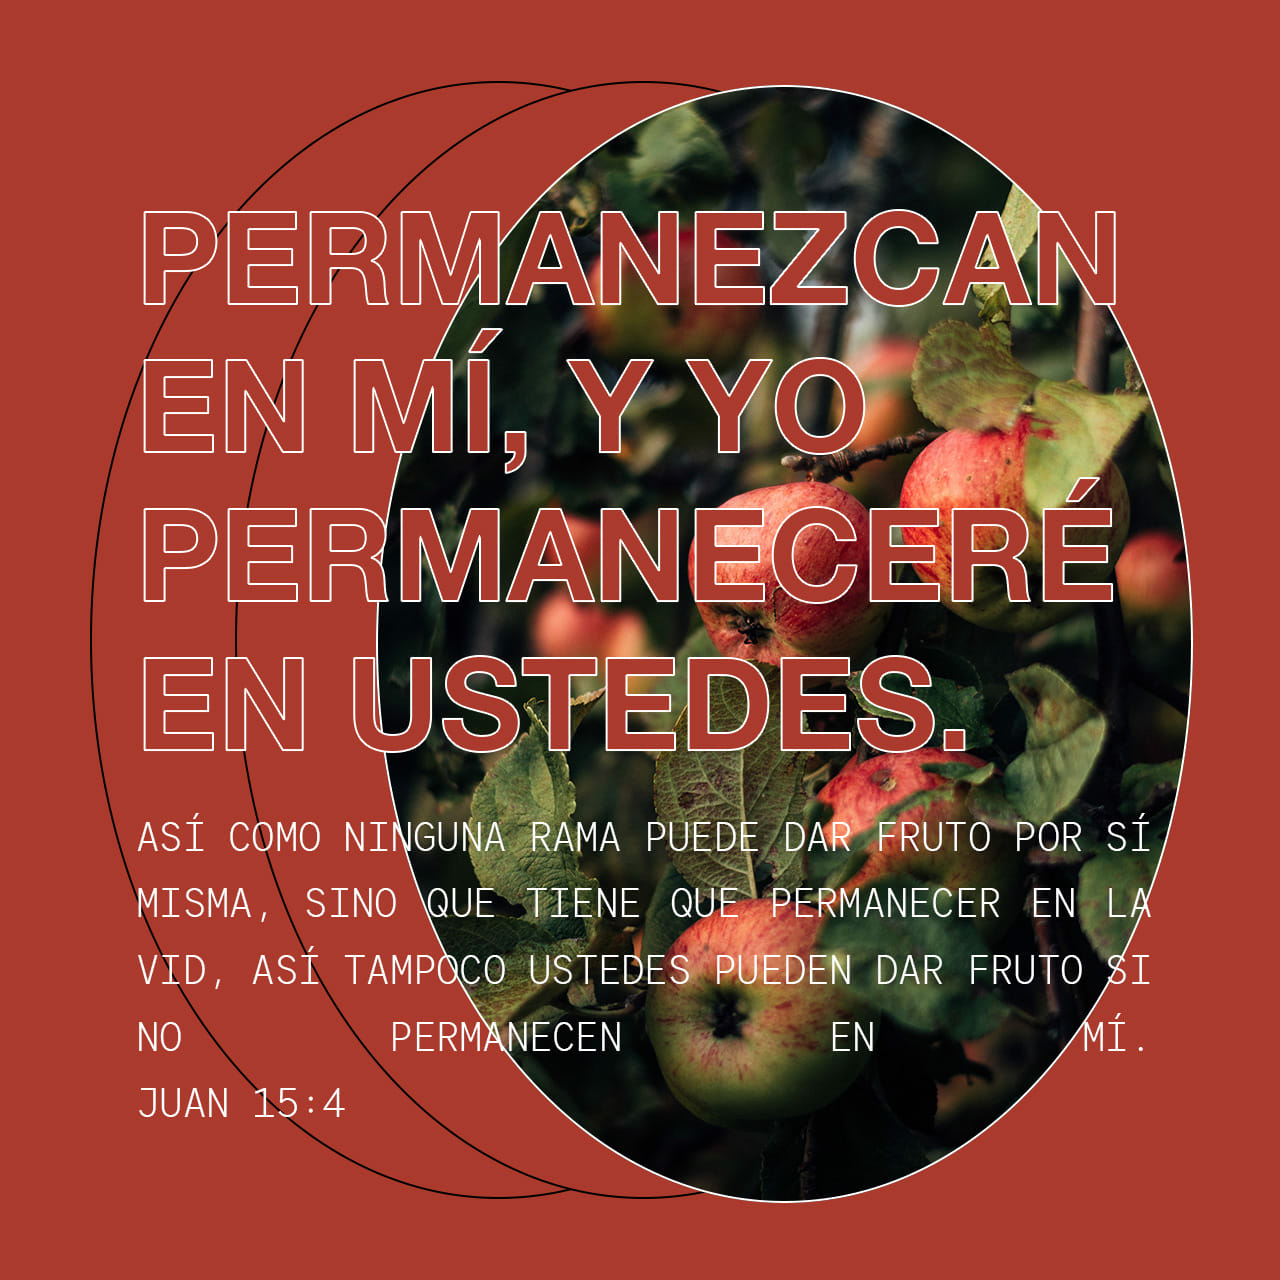 PERMANEZCAN
EN MÍ, Y YO
PERMANECERÉ
EN USTEDES.
ASÍ COMO NINGUNA RAMA PUEDE DAR FRUTO POR SÍ
MISMA, SINO QUE TIENE QUE PERMANECER EN LA
VID, ASÍ TAMPOCO USTEDES PUEDEN DAR FRUTO SI
NO PERMANECEN EN MÍ.
JUAN 15:4